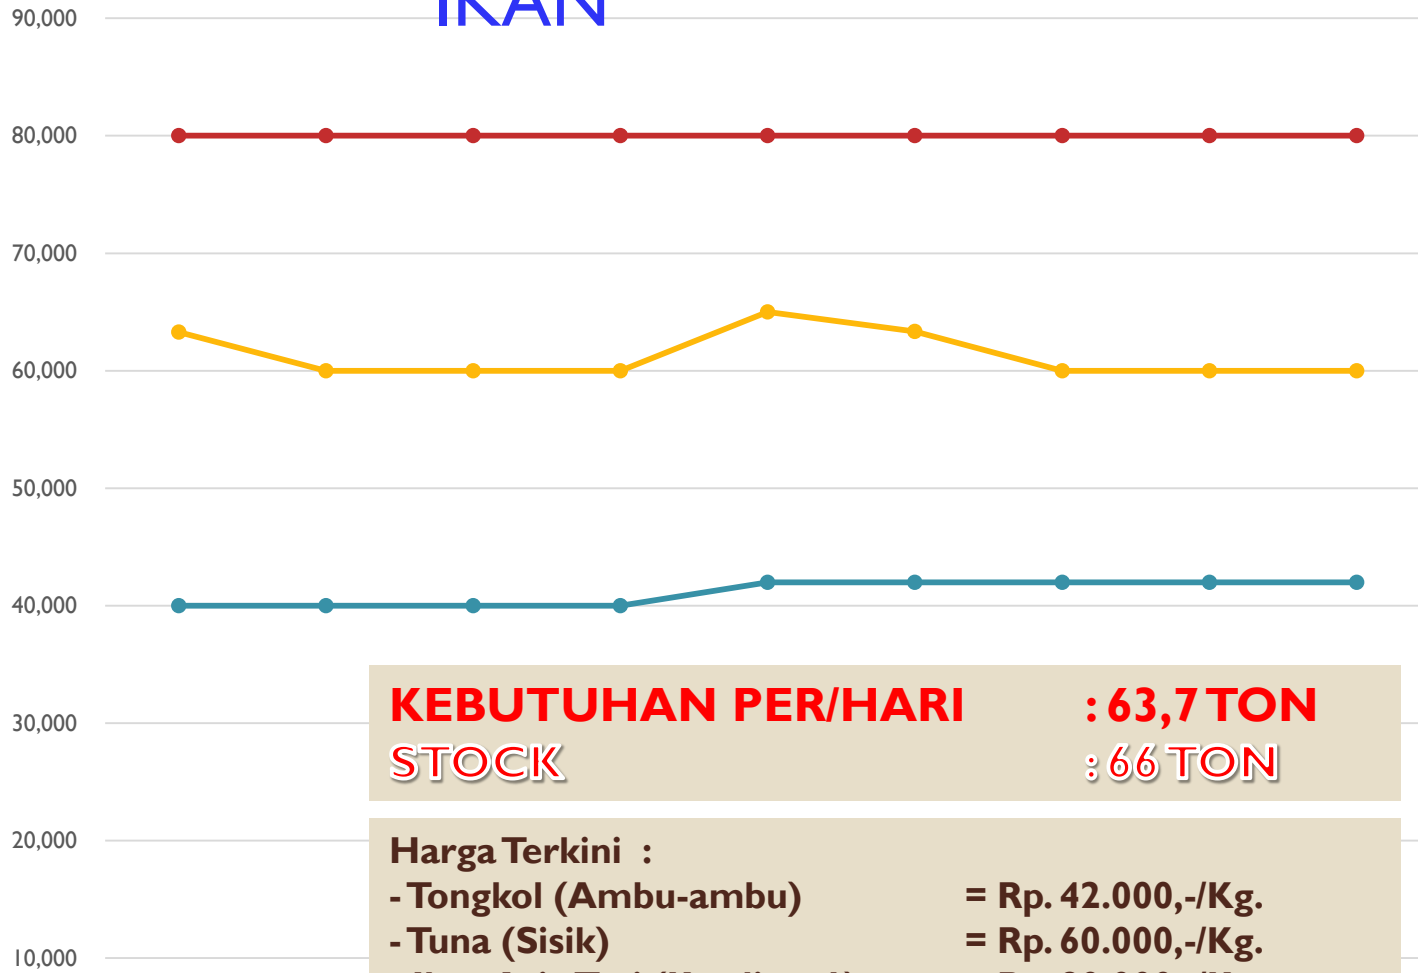 IKAN
90,000
80,000
70,000
60,000
50,000
40,000
30,000
20,000
10,000
KEBUTUHAN PER/HARI : 63,7 TON
STOCK : 66 TON
Harga Terkini :
- Tongkol (Ambu-ambu) = Rp. 42.000,-/Kg.
- Tuna (Sisik) = Rp. 60.000,-/Kg.